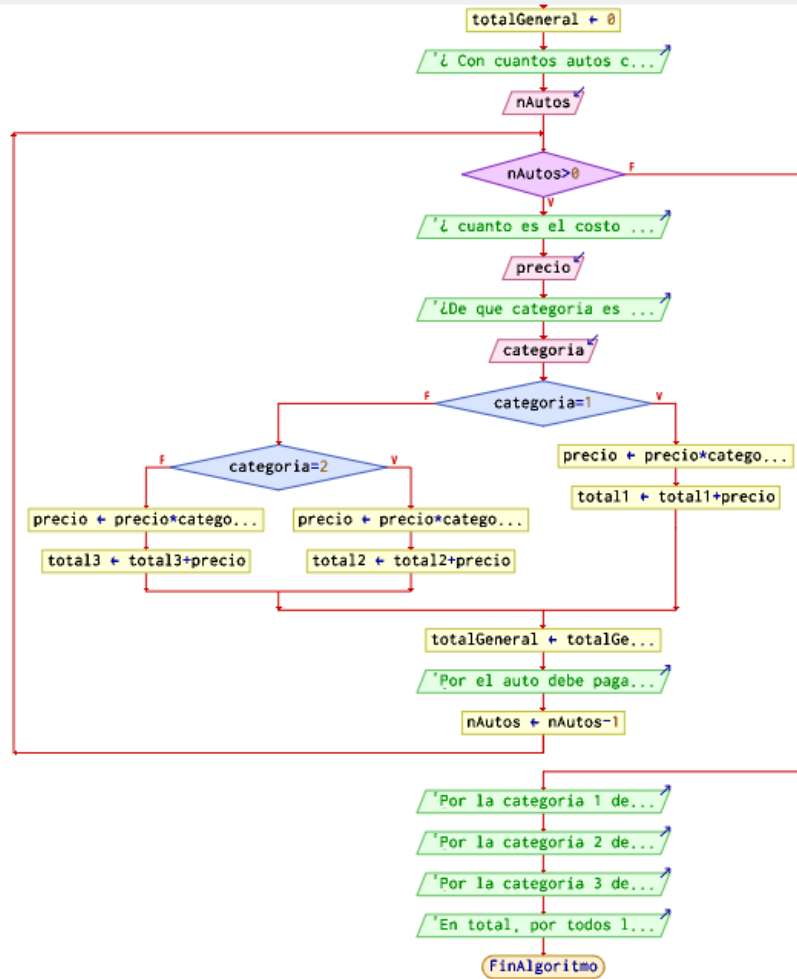 totalGeneral ← 0
'¿ Con cuantos autos c...
nAutos
nAutos>0
F
V
'¿ cuanto es el costo ...
precio
'¿De que categoria es ...
categoria
F
categoria=1
V
precio ← precio*catego...
total1 ← total1+precio
F
categoria=2
V
precio ← precio*catego...
precio ← precio*catego...
total3 ← total3+precio
total2 ← total2+precio
totalGeneral ← totalGe...
'Por el auto debe paga...
nAutos ← nAutos-1
'Por la categoria 1 de...
'Por la categoria 2 de...
'Por la categoria 3 de...
'En total, por todos l...
FinAlgoritmo